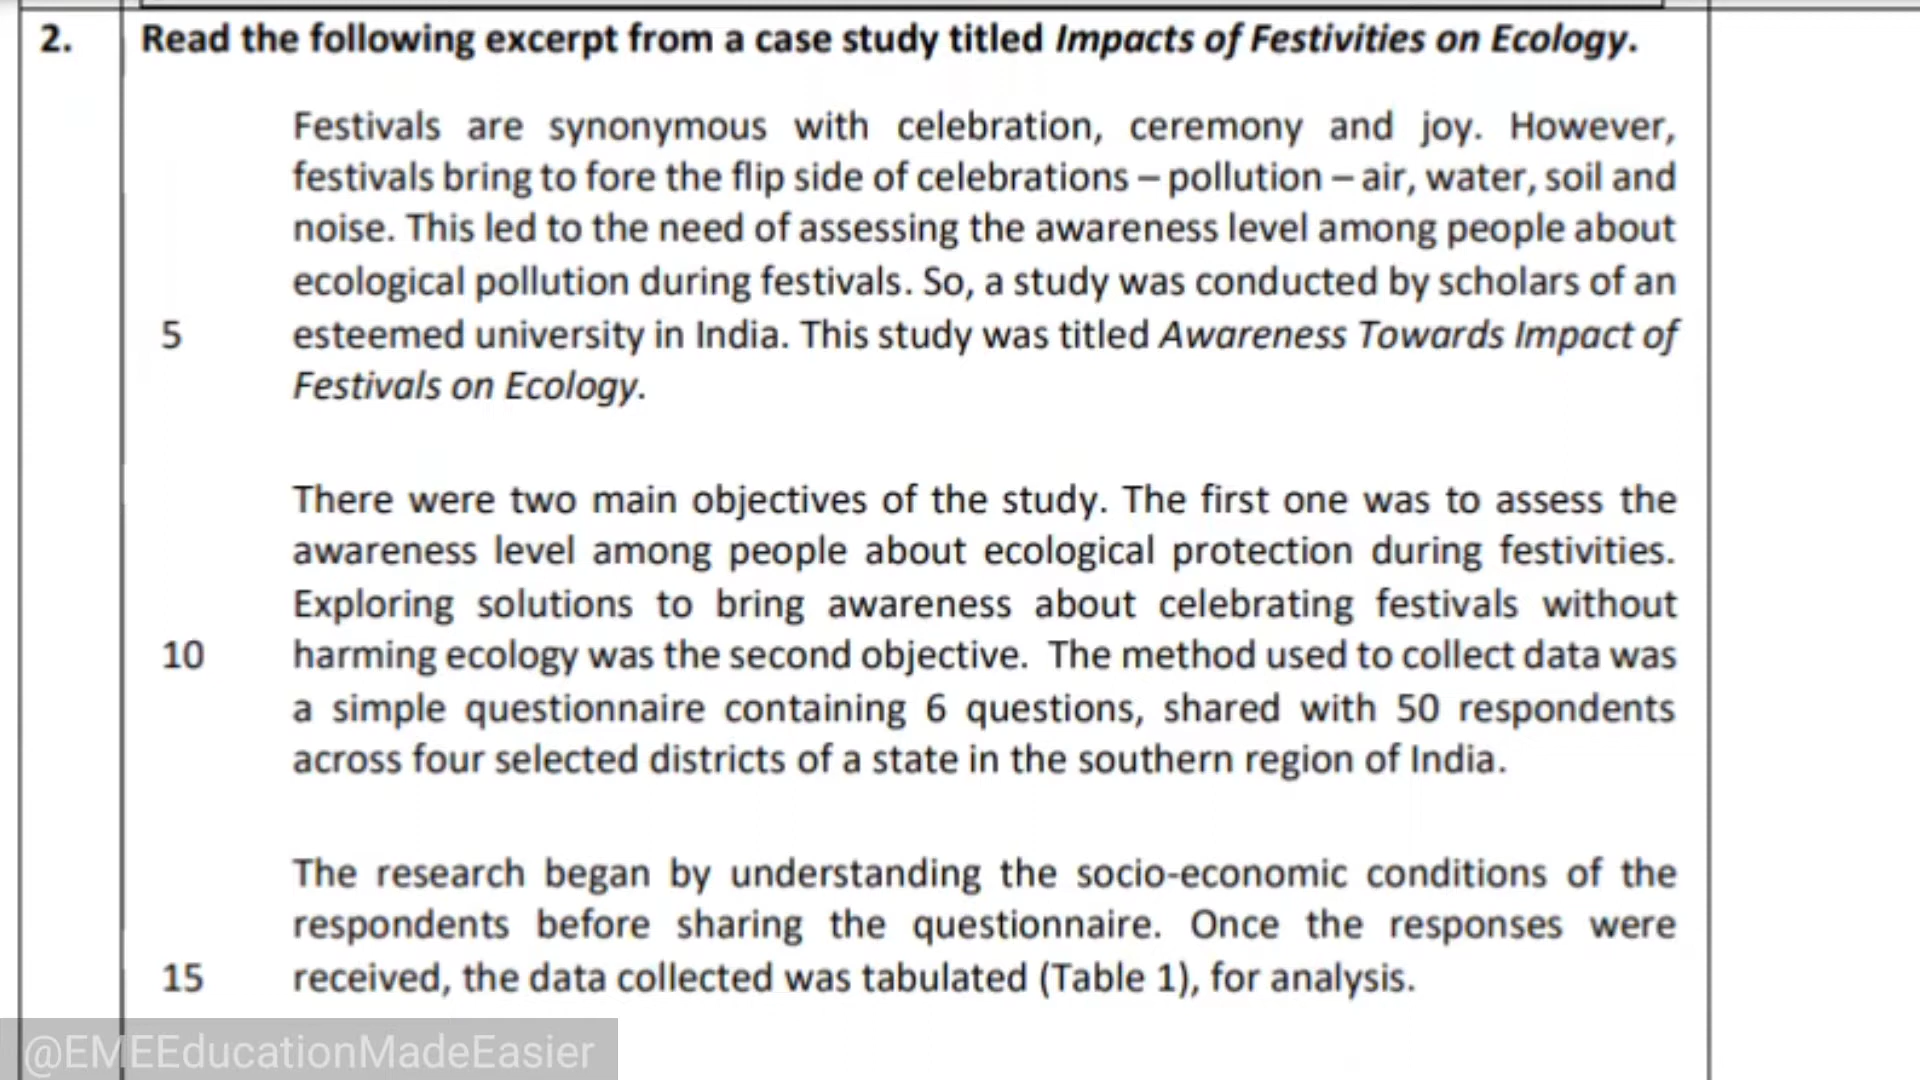 2. Read the following excerpt from a case study titled Impacts of Festivities on Ecology.
Festivals are synonymous with celebration, ceremony and joy. However,
festivals bring to fore the flip side of celebrations – pollution – air, water, soil and
noise. This led to the need of assessing the awareness level among people about
ecological pollution during festivals. So, a study was conducted by scholars of an
5 esteemed university in India. This study was titled Awareness Towards Impact of
Festivals on Ecology.
There were two main objectives of the study. The first one was to assess the
awareness level among people about ecological protection during festivities.
Exploring solutions to bring awareness about celebrating festivals without
10 harming ecology was the second objective. The method used to collect data was
a simple questionnaire containing 6 questions, shared with 50 respondents
across four selected districts of a state in the southern region of India.
The research began by understanding the socio-economic conditions of the
respondents before sharing the questionnaire. Once the responses were
15 received, the data collected was tabulated (Table 1), for analysis.
@EMEEducationMadeEasier